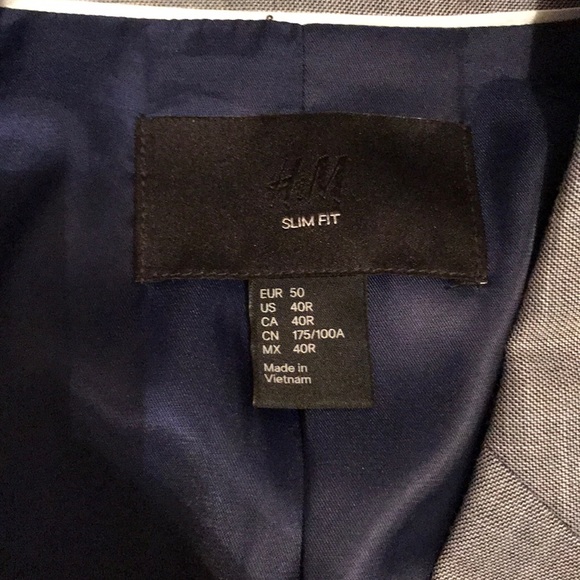 H&M
SLIM FIT
EUR 50
US 40R
CA 40R
CN 175/100A
MX 40R
Made in
Vietnam